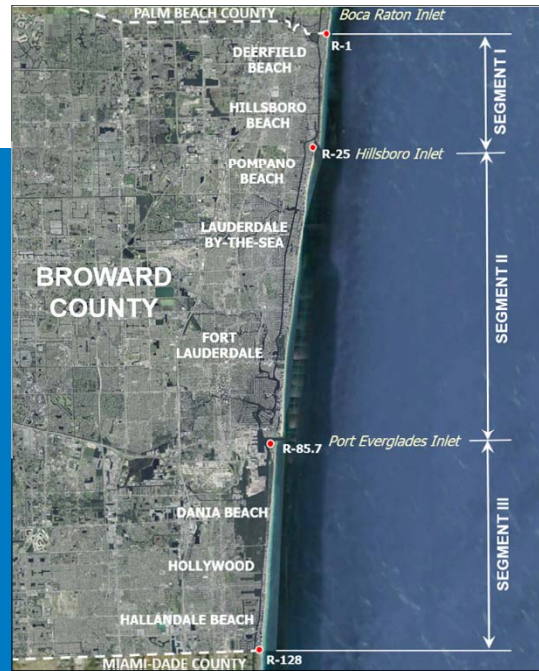 PALM BEACH COUNTY
Boca Raton Inlet
R-1
DEERFIELD
BEACH
SEGMENT I
HILLSBORO
BEACH
R-25
Hillsboro Inlet
POMPANO
BEACH
LAUDERDALE
BY-THE-SEA
BROWARD
COUNTY
SEGMENT II
FORT
LAUDERDALE
R-85.7
Port Everglades Inlet
DANIA BEACH
SEGMENT III
HOLLYWOOD
HALLANDALE BEACH
R-128
MIAMI-DADE COUNTY